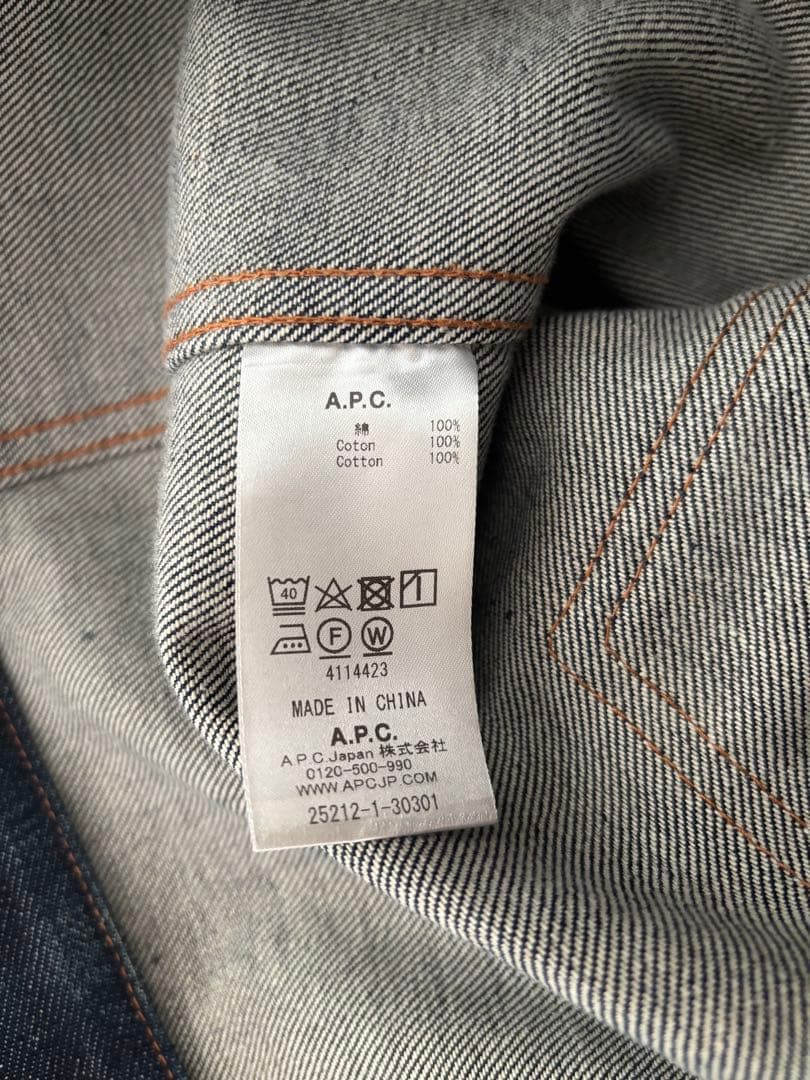 A.P.C.
綿 100%
Coton 100%
Cotton 100%
40
F W
4114423
MADE IN CHINA
A.P.C.
A.P.C.Japan 株式会社
0120-500-990
WWW.APCJP.COM
25212-1-30301